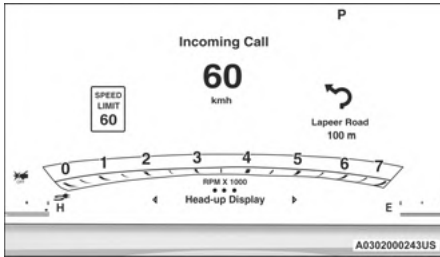 P
Incoming Call
60
kmh
SPEED
LIMIT
60
Lapeer Road
100 m
0 1 2 3 4 5 6 7
RPM X 1000
H Head-up Display E
A0302000243US